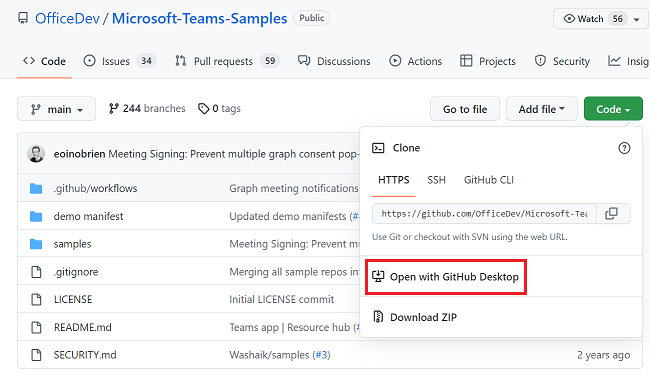 OfficeDev / Microsoft-Teams-Samples Public Watch 56
Code Issues 34 Pull requests 59 Discussions Actions Projects Security Insig
main 244 branches 0 tags Go to file Add file Code
eoinobrien Meeting Signing: Prevent multiple graph consent pop-
Clone
.github/workflows Graph meeting notifications
HTTPS SSH GitHub CLI
demo manifest Updated demo manifests (#
https://github.com/OfficeDev/Microsoft-Tea
Use Git or checkout with SVN using the web URL.
samples Meeting Signing: Prevent mu
.gitignore Merging all sample repos int
Open with GitHub Desktop
LICENSE Initial LICENSE commit
Download ZIP
README.md Teams app | Resource hub (#
SECURITY.md Washaik/samples (#3) 2 years ago